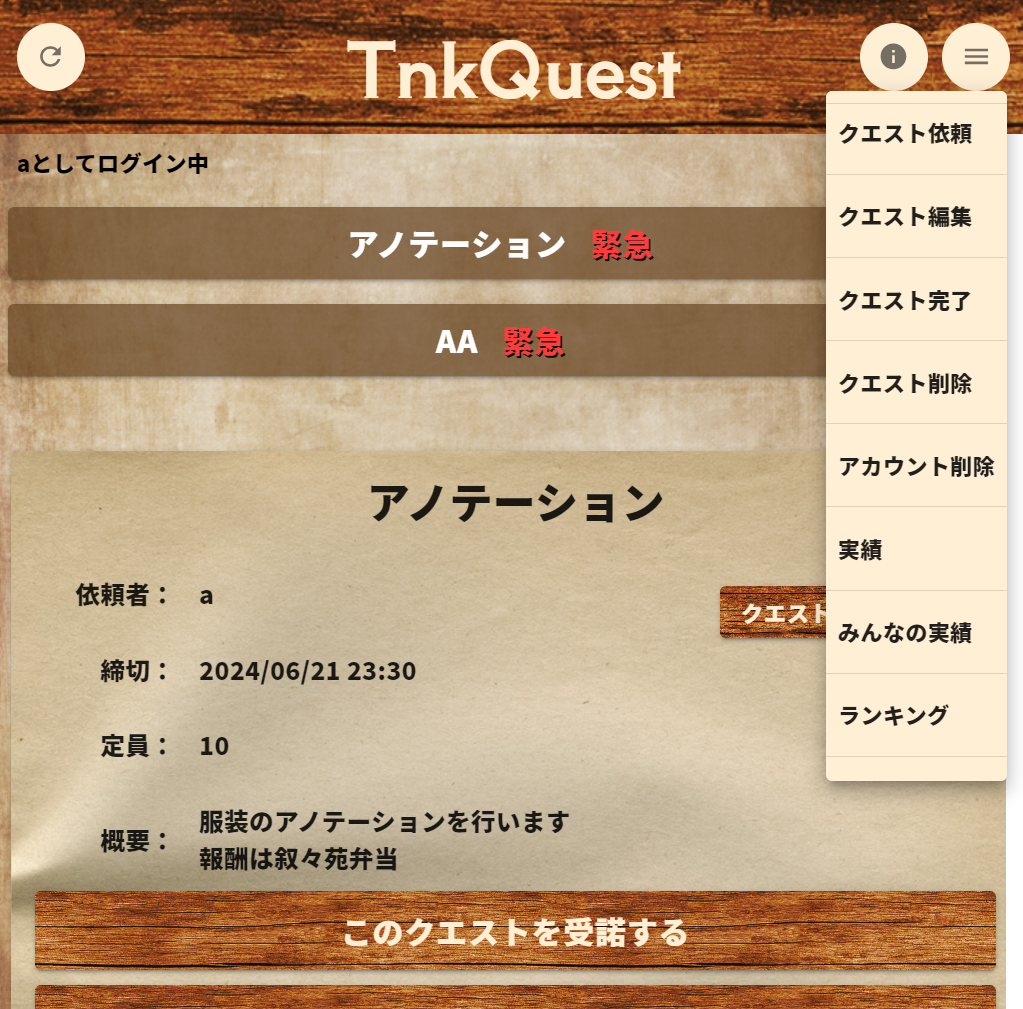 TnkQuest
aとしてログイン中
アノテーション 緊急
AA 緊急
クエスト依頼
クエスト編集
クエスト完了
クエスト削除
アカウント削除
実績
みんなの実績
ランキング
アノテーション
依頼者： a
クエスト
締切： 2024/06/21 23:30
定員： 10
概要： 服装のアノテーションを行います
報酬は叙々苑弁当
このクエストを受諾する